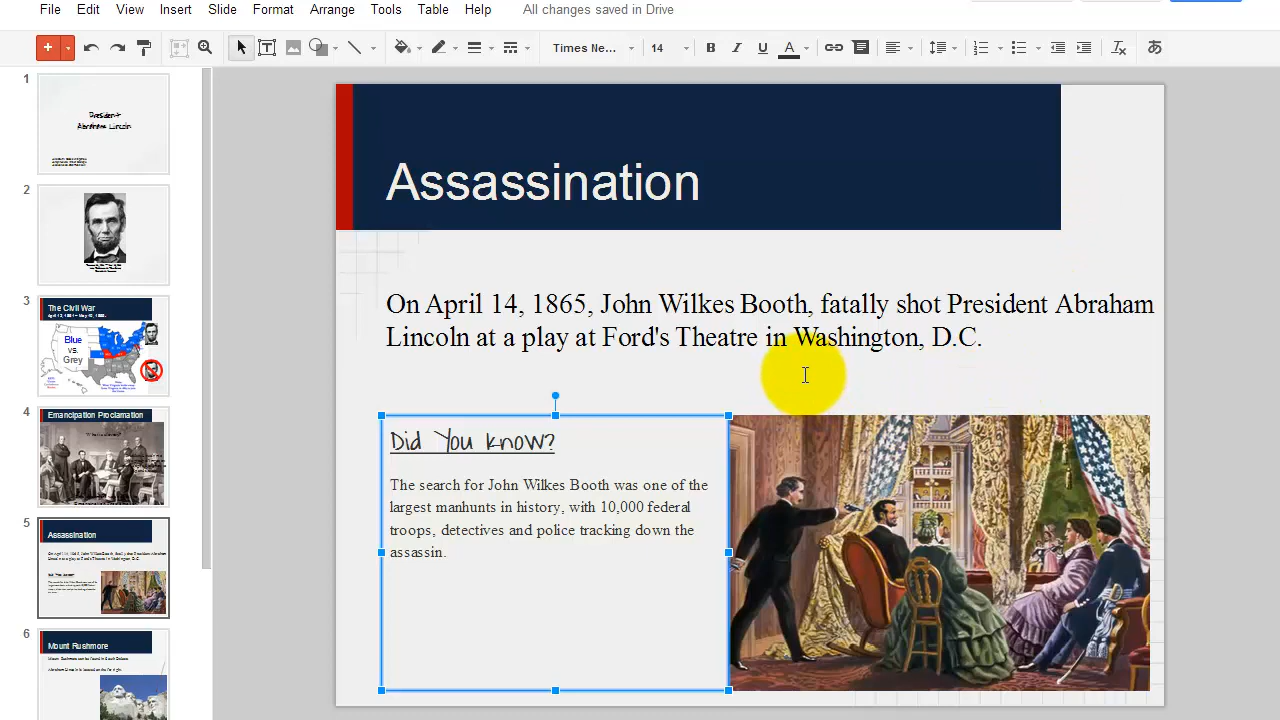 File Edit View Insert Slide Format Arrange Tools Table Help All changes saved in Drive
Times Ne... 14 B I U A
1
President
Abraham Lincoln
2
3
The Civil War
Blue
vs.
Grey
4
Emancipation Proclamation
5
Assassination
6
Mount Rushmore
Assassination
On April 14, 1865, John Wilkes Booth, fatally shot President Abraham
Lincoln at a play at Ford's Theatre in Washington, D.C.
Did You know?
The search for John Wilkes Booth was one of the
largest manhunts in history, with 10,000 federal
troops, detectives and police tracking down the
assassin.